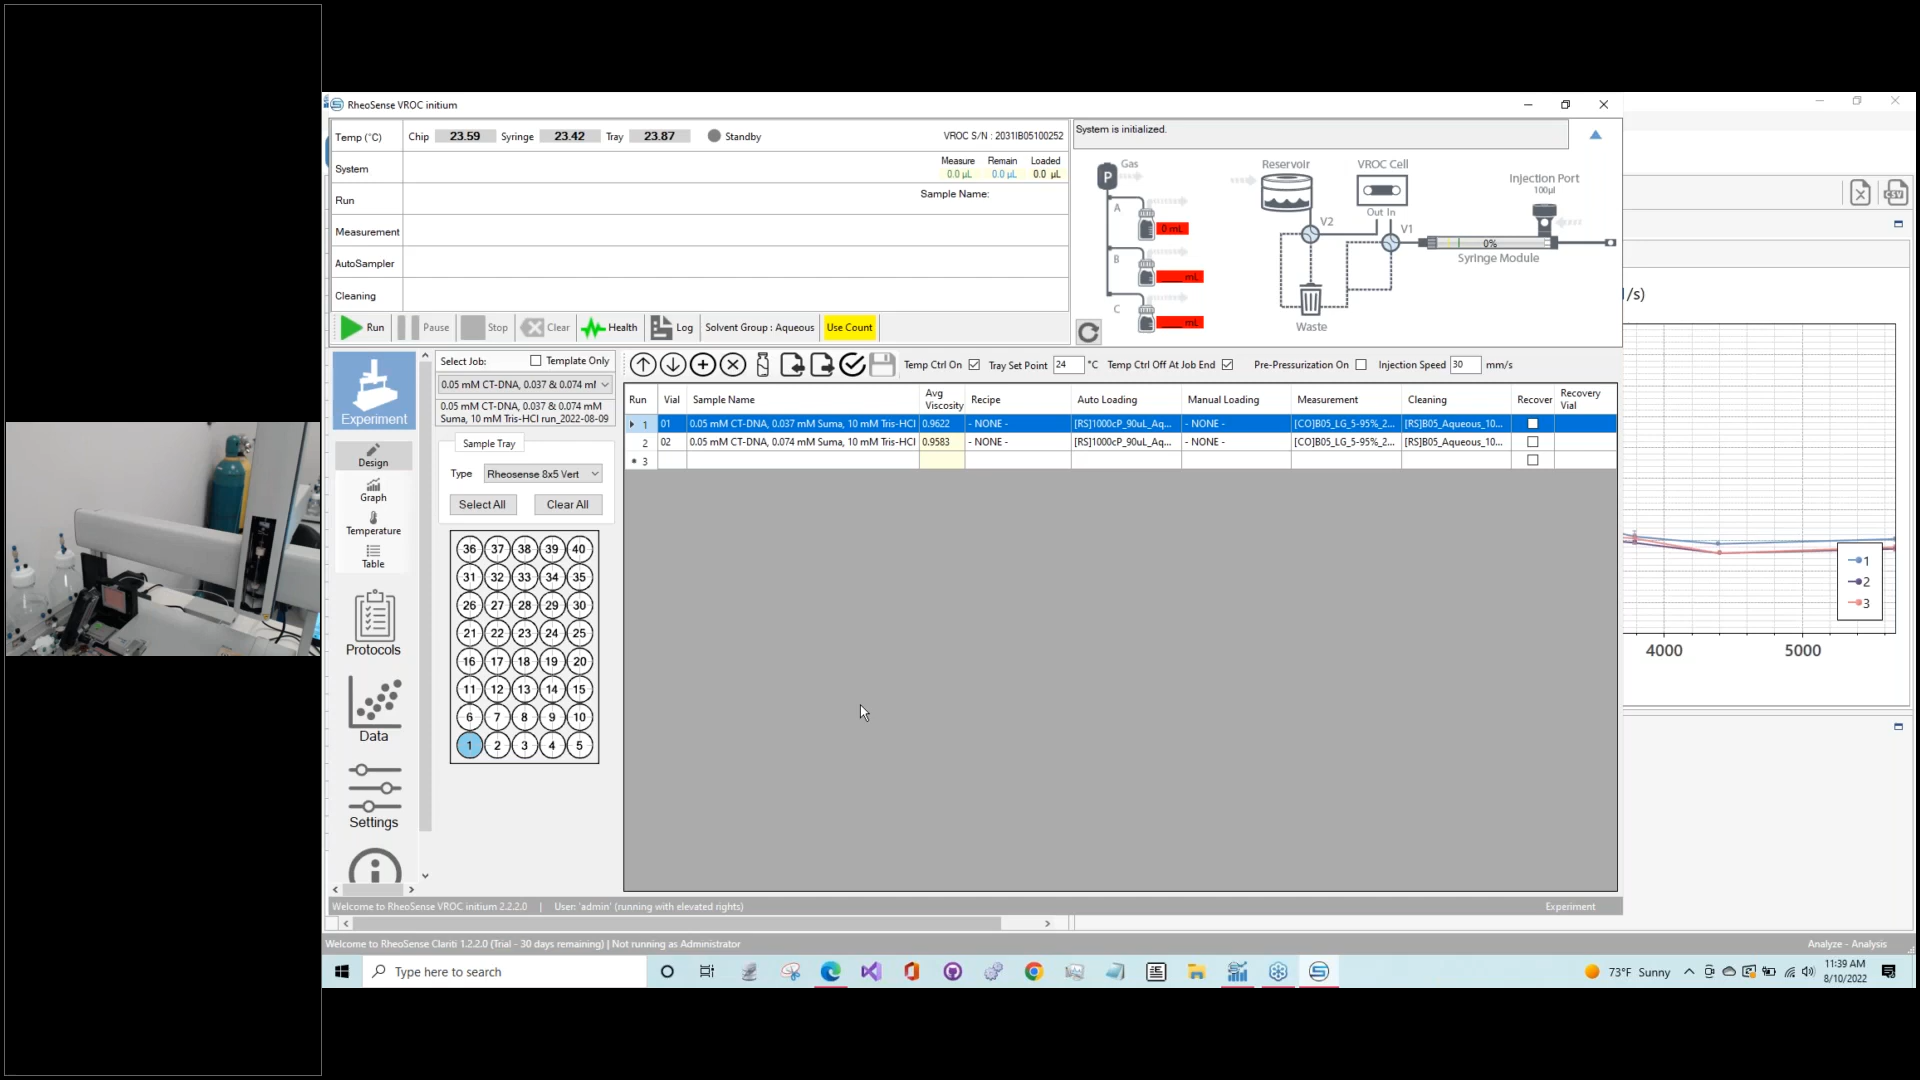 RheoSense VROC initium
Temp (°C) Chip 23.59 Syringe 23.42 Tray 23.87 Standby VROC S/N : 2031IB05100252
System Measure Remain Loaded
0.0 µL 0.0 µL 0.0 µL
Run Sample Name:
Measurement
AutoSampler
Cleaning
Run Pause Stop Clear Health Log Solvent Group : Aqueous Use Count
System is initialized.
Gas
P
A
0 mL
B
mL
C
mL
Reservoir
VROC Cell
Out In
V2
V1
Injection Port
100µl
0%
Syringe Module
Waste
Experiment
Design
Graph
Temperature
Table
Protocols
Data
Settings
Select Job: Template Only
0.05 mM CT-DNA, 0.037 & 0.074 ml
0.05 mM CT-DNA, 0.037 & 0.074 mM
Suma, 10 mM Tris-HCI run_2022-08-09
Sample Tray
Type Rheosense 8x5 Vert
Select All Clear All
36 37 38 39 40
31 32 33 34 35
26 27 28 29 30
21 22 23 24 25
16 17 18 19 20
11 12 13 14 15
6 7 8 9 10
1 2 3 4 5
Temp Ctrl On Tray Set Point 24 °C Temp Ctrl Off At Job End Pre-Pressurization On Injection Speed 30 mm/s
Run Vial Sample Name Avg Viscosity Recipe Auto Loading Manual Loading Measurement Cleaning Recover Recovery Vial
1 01 0.05 mM CT-DNA, 0.037 mM Suma, 10 mM Tris-HCI 0.9622 - NONE - [RS]1000cP_90uL_Aq... - NONE - [CO]B05_LG_5-95%_2... [RS]B05_Aqueous_10...
2 02 0.05 mM CT-DNA, 0.074 mM Suma, 10 mM Tris-HCI 0.9583 - NONE - [RS]1000cP_90uL_Aq... - NONE - [CO]B05_LG_5-95%_2... [RS]B05_Aqueous_10...
3
CSV
/s)
1
2
3
4000 5000
Welcome to RheoSense VROC initium 2.2.2.0 | User: 'admin' (running with elevated rights) Experiment
Welcome to RheoSense Clariti 1.2.2.0 (Trial - 30 days remaining) | Not running as Administrator Analyze - Analysis
Type here to search
73°F Sunny
11:39 AM
8/10/2022